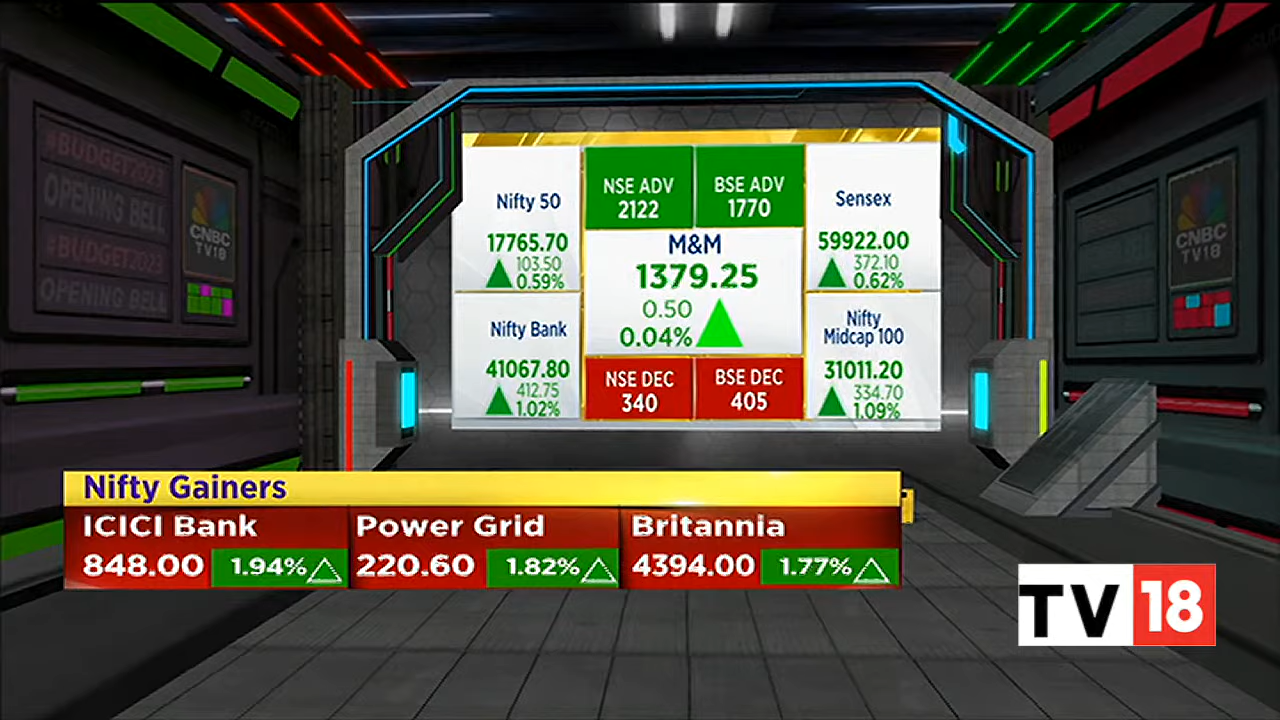 #BUDGET2023
OPENING BELL
#BUDGET2023
OPENING BELL
CNBC
TV18
Nifty 50
17765.70
103.50
0.59%
Nifty Bank
41067.80
412.75
1.02%
NSE ADV
2122
BSE ADV
1770
M&M
1379.25
0.50
0.04%
NSE DEC
340
BSE DEC
405
Sensex
59922.00
372.10
0.62%
Nifty
Midcap 100
31011.20
334.70
1.09%
CNBC
TV18
Nifty Gainers
ICICI Bank
848.00 1.94%
Power Grid
220.60 1.82%
Britannia
4394.00 1.77%
TV18